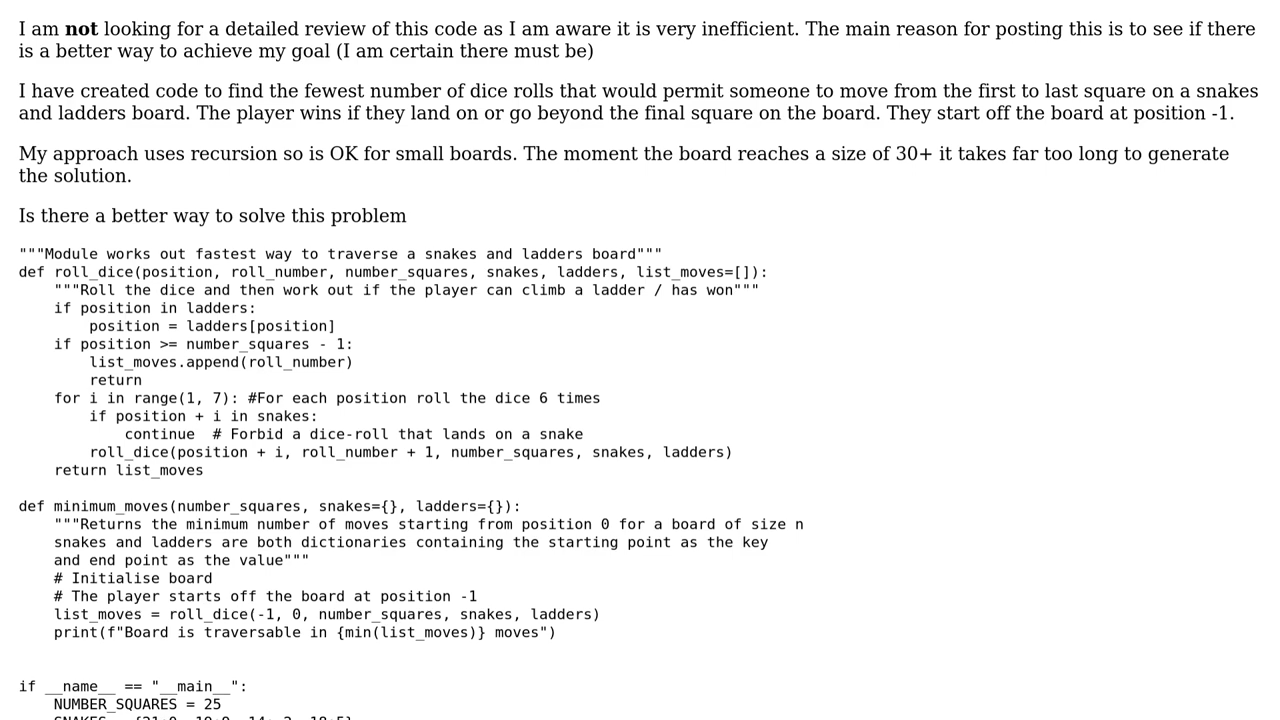 I am not looking for a detailed review of this code as I am aware it is very inefficient. The main reason for posting this is to see if there
is a better way to achieve my goal (I am certain there must be)
I have created code to find the fewest number of dice rolls that would permit someone to move from the first to last square on a snakes
and ladders board. The player wins if they land on or go beyond the final square on the board. They start off the board at position -1.
My approach uses recursion so is OK for small boards. The moment the board reaches a size of 30+ it takes far too long to generate
the solution.
Is there a better way to solve this problem
"""Module works out fastest way to traverse a snakes and ladders board"""
def roll_dice(position, roll_number, number_squares, snakes, ladders, list_moves=[]):
    """Roll the dice and then work out if the player can climb a ladder / has won"""
    if position in ladders:
        position = ladders[position]
    if position >= number_squares - 1:
        list_moves.append(roll_number)
        return
    for i in range(1, 7): #For each position roll the dice 6 times
        if position + i in snakes:
            continue  # Forbid a dice-roll that lands on a snake
        roll_dice(position + i, roll_number + 1, number_squares, snakes, ladders)
    return list_moves
def minimum_moves(number_squares, snakes={}, ladders={}):
    """Returns the minimum number of moves starting from position 0 for a board of size n
    snakes and ladders are both dictionaries containing the starting point as the key
    and end point as the value"""
    # Initialise board
    # The player starts off the board at position -1
    list_moves = roll_dice(-1, 0, number_squares, snakes, ladders)
    print(f"Board is traversable in {min(list_moves)} moves")
if __name__ == "__main__":
    NUMBER_SQUARES = 25